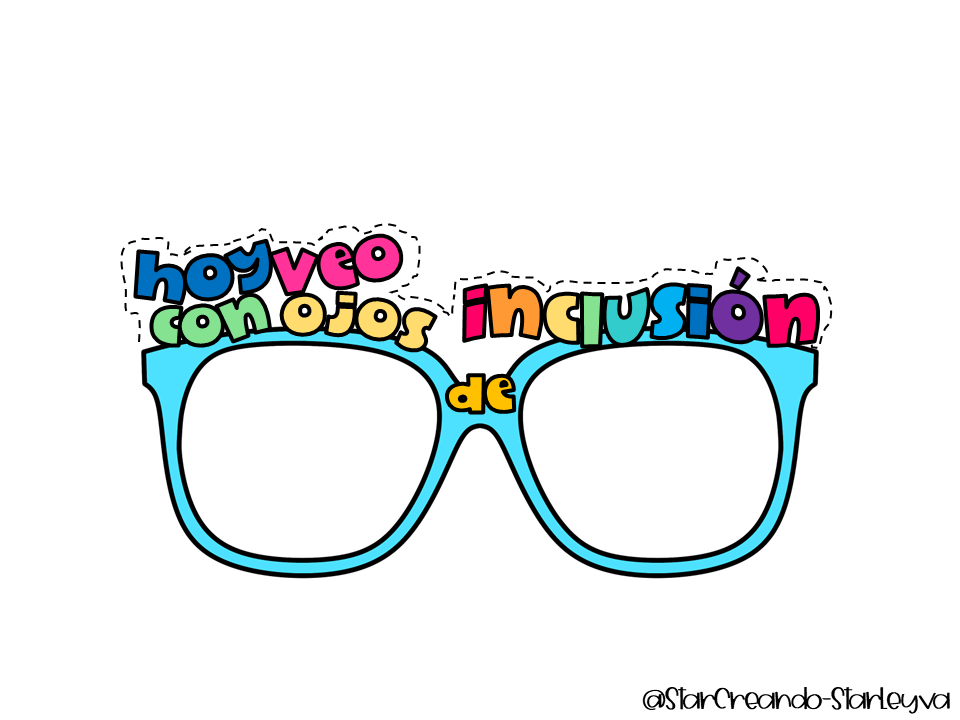 hoy veo
con ojos
de
inclusión
@StarCreando-StarLeyva